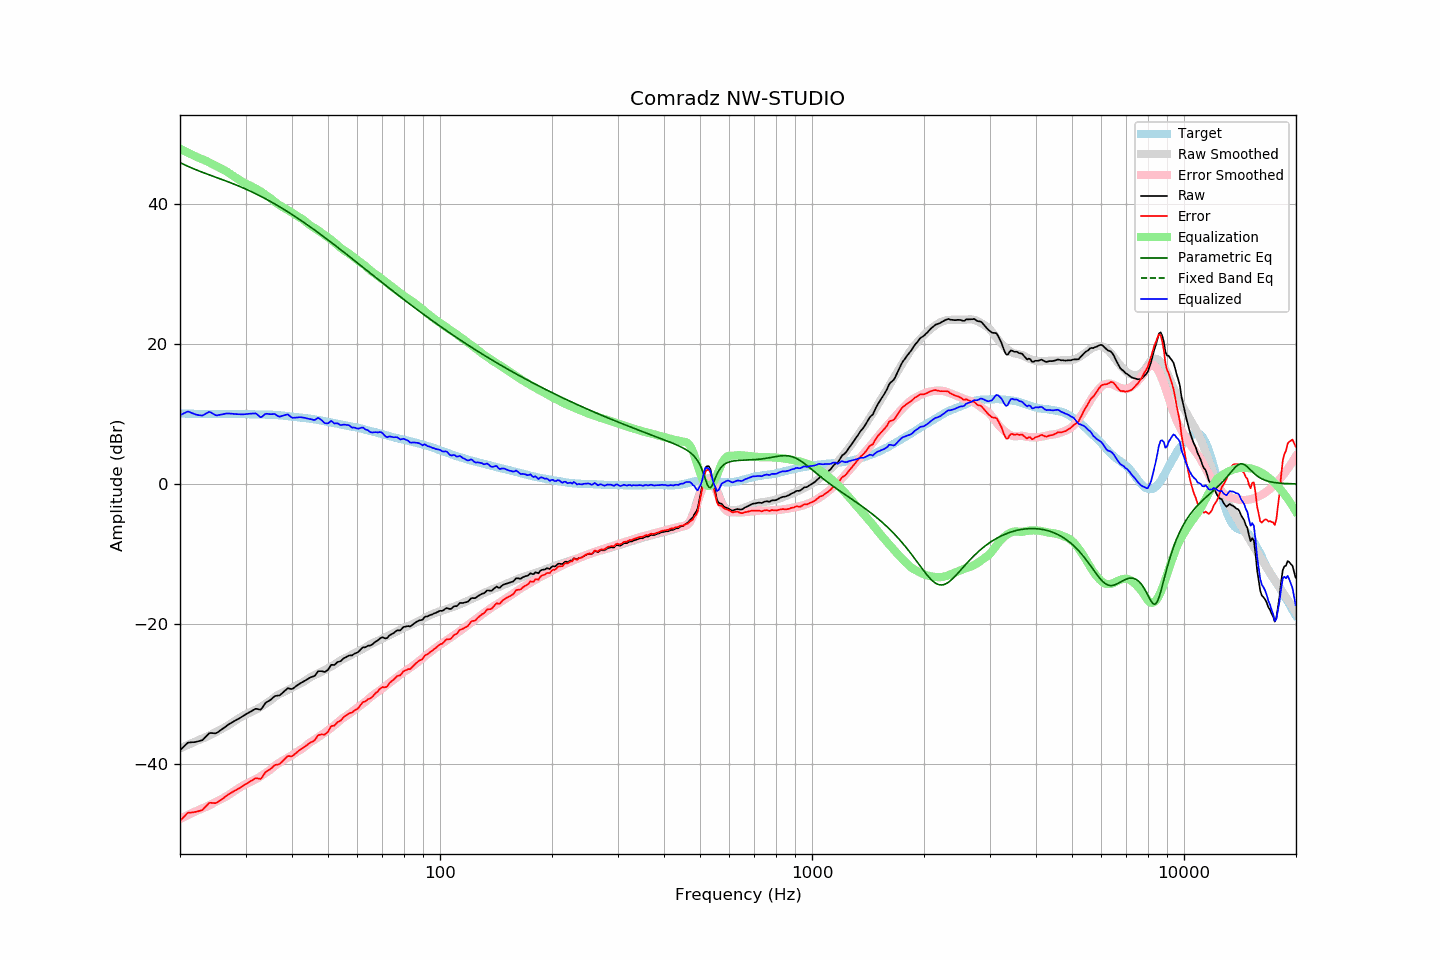 Comradz NW-STUDIO
Target
Raw Smoothed
Error Smoothed
Raw
Error
Equalization
Parametric Eq
Fixed Band Eq
Equalized
40
20
0
−20
−40
Amplitude (dBr)
100
1000
10000
Frequency (Hz)